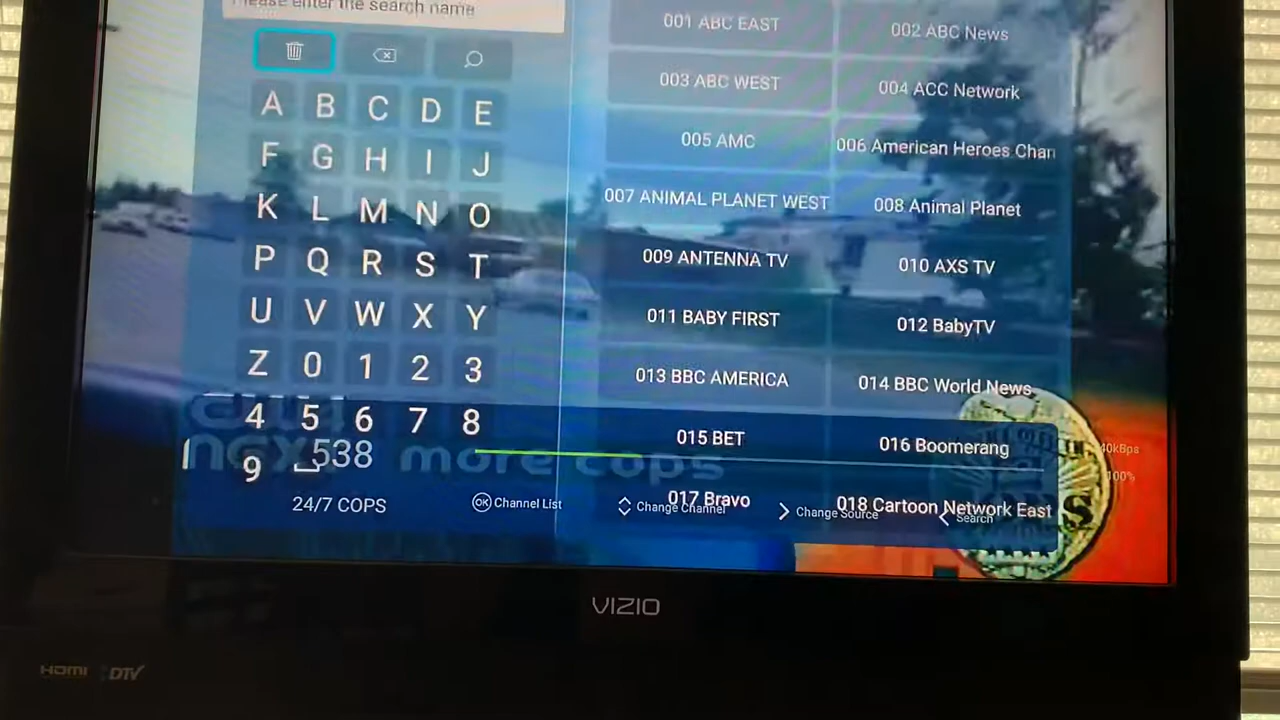 Please enter the search name
001 ABC EAST
002 ABC News
003 ABC WEST
004 ACC Network
A B C D E
005 AMC
006 American Heroes Chan
F G H I J
007 ANIMAL PLANET WEST
008 Animal Planet
K L M N O
009 ANTENNA TV
010 AXS TV
P Q R S T
011 BABY FIRST
012 BabyTV
U V W X Y
013 BBC AMERICA
014 BBC World News
Z 0 1 2 3
015 BET
016 Boomerang
4 5 6 7 8
9
538
more cops
40kBps
100%
017 Bravo
018 Cartoon Network East
24/7 COPS
OK Channel List
Change Channel
Change Source
Search
VIZIO
HDMI DTV